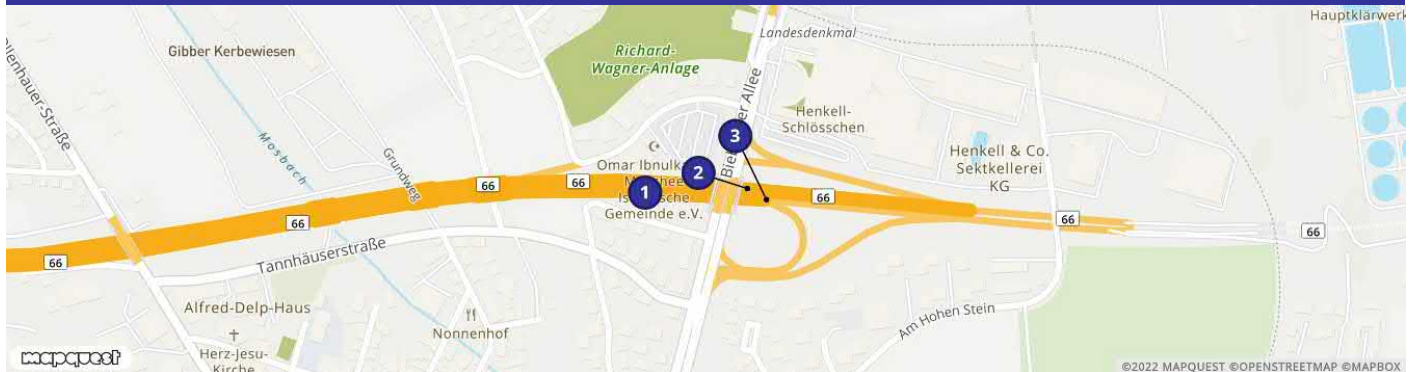 Hauptklärwerk
Landesdenkmal
Gibber Kerbewiesen
Richard-
Wagner-Anlage
Henkell-
Schlösschen
Mosbach
Grundweg
3
Henkell & Co.
Sektkellerei
KG
Omar Ibnulka
2
1
Gemeinde e.V.
66
66
66
66
66
66
66
Tannhäuserstraße
Alfred-Delp-Haus
Nonnenhof
Am Hohen Stein
Herz-Jesu-
Kirche
mapquest
©2022 MAPQUEST ©OPENSTREETMAP ©MAPBOX